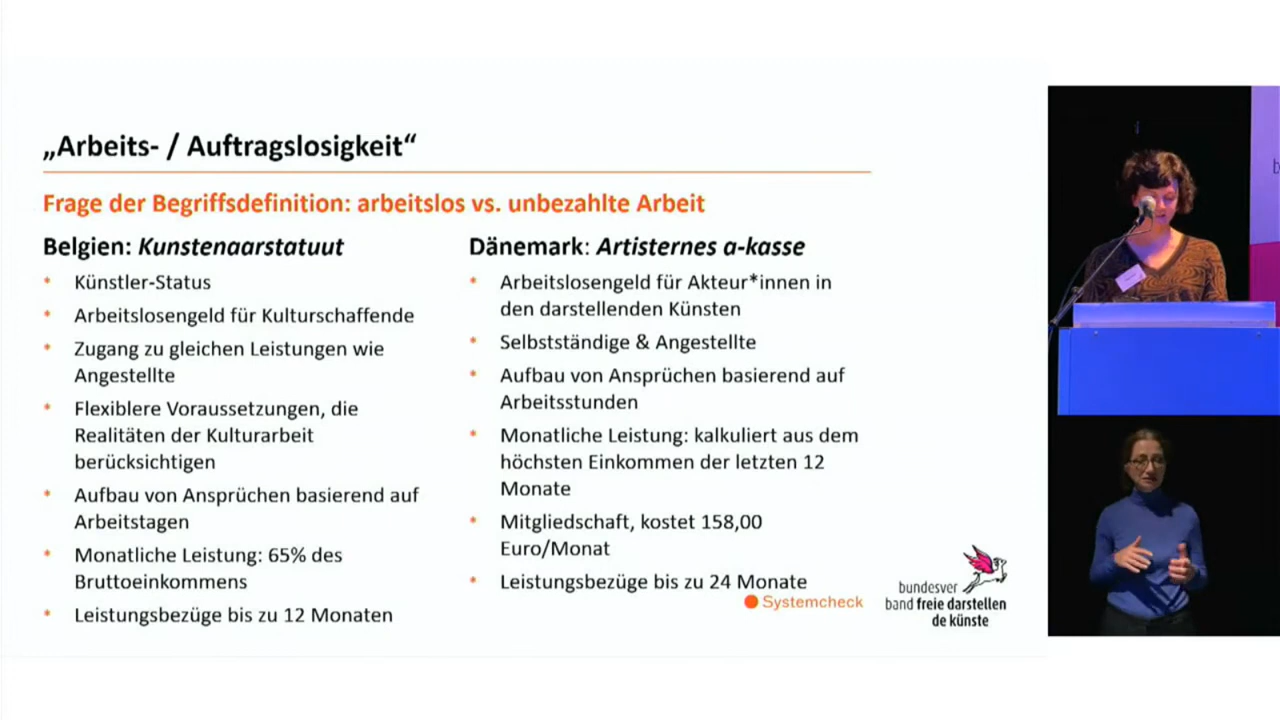 „Arbeits- / Auftragslosigkeit“
Frage der Begriffsdefinition: arbeitslos vs. unbezahlte Arbeit
Belgien: Kunstenaarstatuut
* Künstler-Status
* Arbeitslosengeld für Kulturschaffende
* Zugang zu gleichen Leistungen wie
Angestellte
* Flexiblere Voraussetzungen, die
Realitäten der Kulturarbeit
berücksichtigen
* Aufbau von Ansprüchen basierend auf
Arbeitstagen
* Monatliche Leistung: 65% des
Bruttoeinkommens
* Leistungsbezüge bis zu 12 Monaten
Dänemark: Artisternes a-kasse
* Arbeitslosengeld für Akteur*innen in
den darstellenden Künsten
* Selbstständige & Angestellte
* Aufbau von Ansprüchen basierend auf
Arbeitsstunden
* Monatliche Leistung: kalkuliert aus dem
höchsten Einkommen der letzten 12
Monate
* Mitgliedschaft, kostet 158,00
Euro/Monat
* Leistungsbezüge bis zu 24 Monate
Systemcheck
bundesver
band freie darstellen
de künste